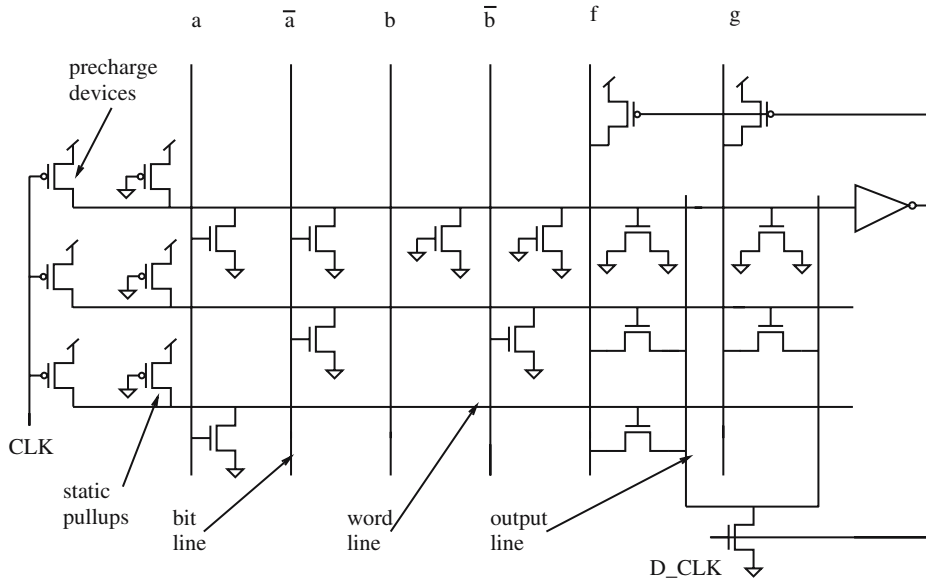 a a̅ b b̅ f g
precharge
devices
CLK
static
pullups
bit
line
word
line
output
line
D_CLK